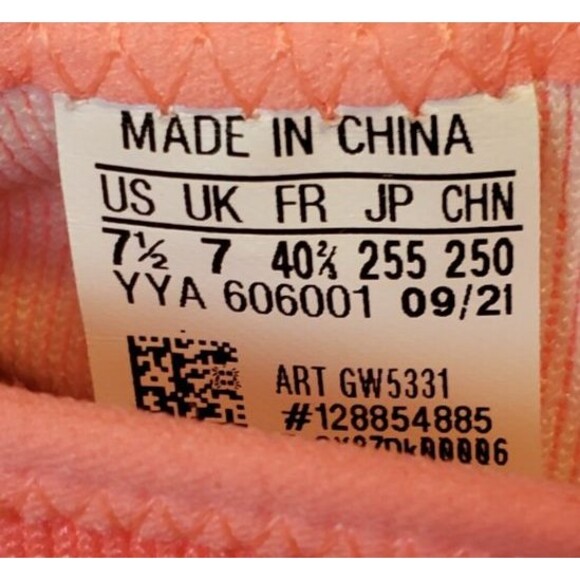 MADE IN CHINA
US UK FR JP CHN
7½ 7 40⅔ 255 250
YYA 606001 09/21
ART GW5331
#128854885